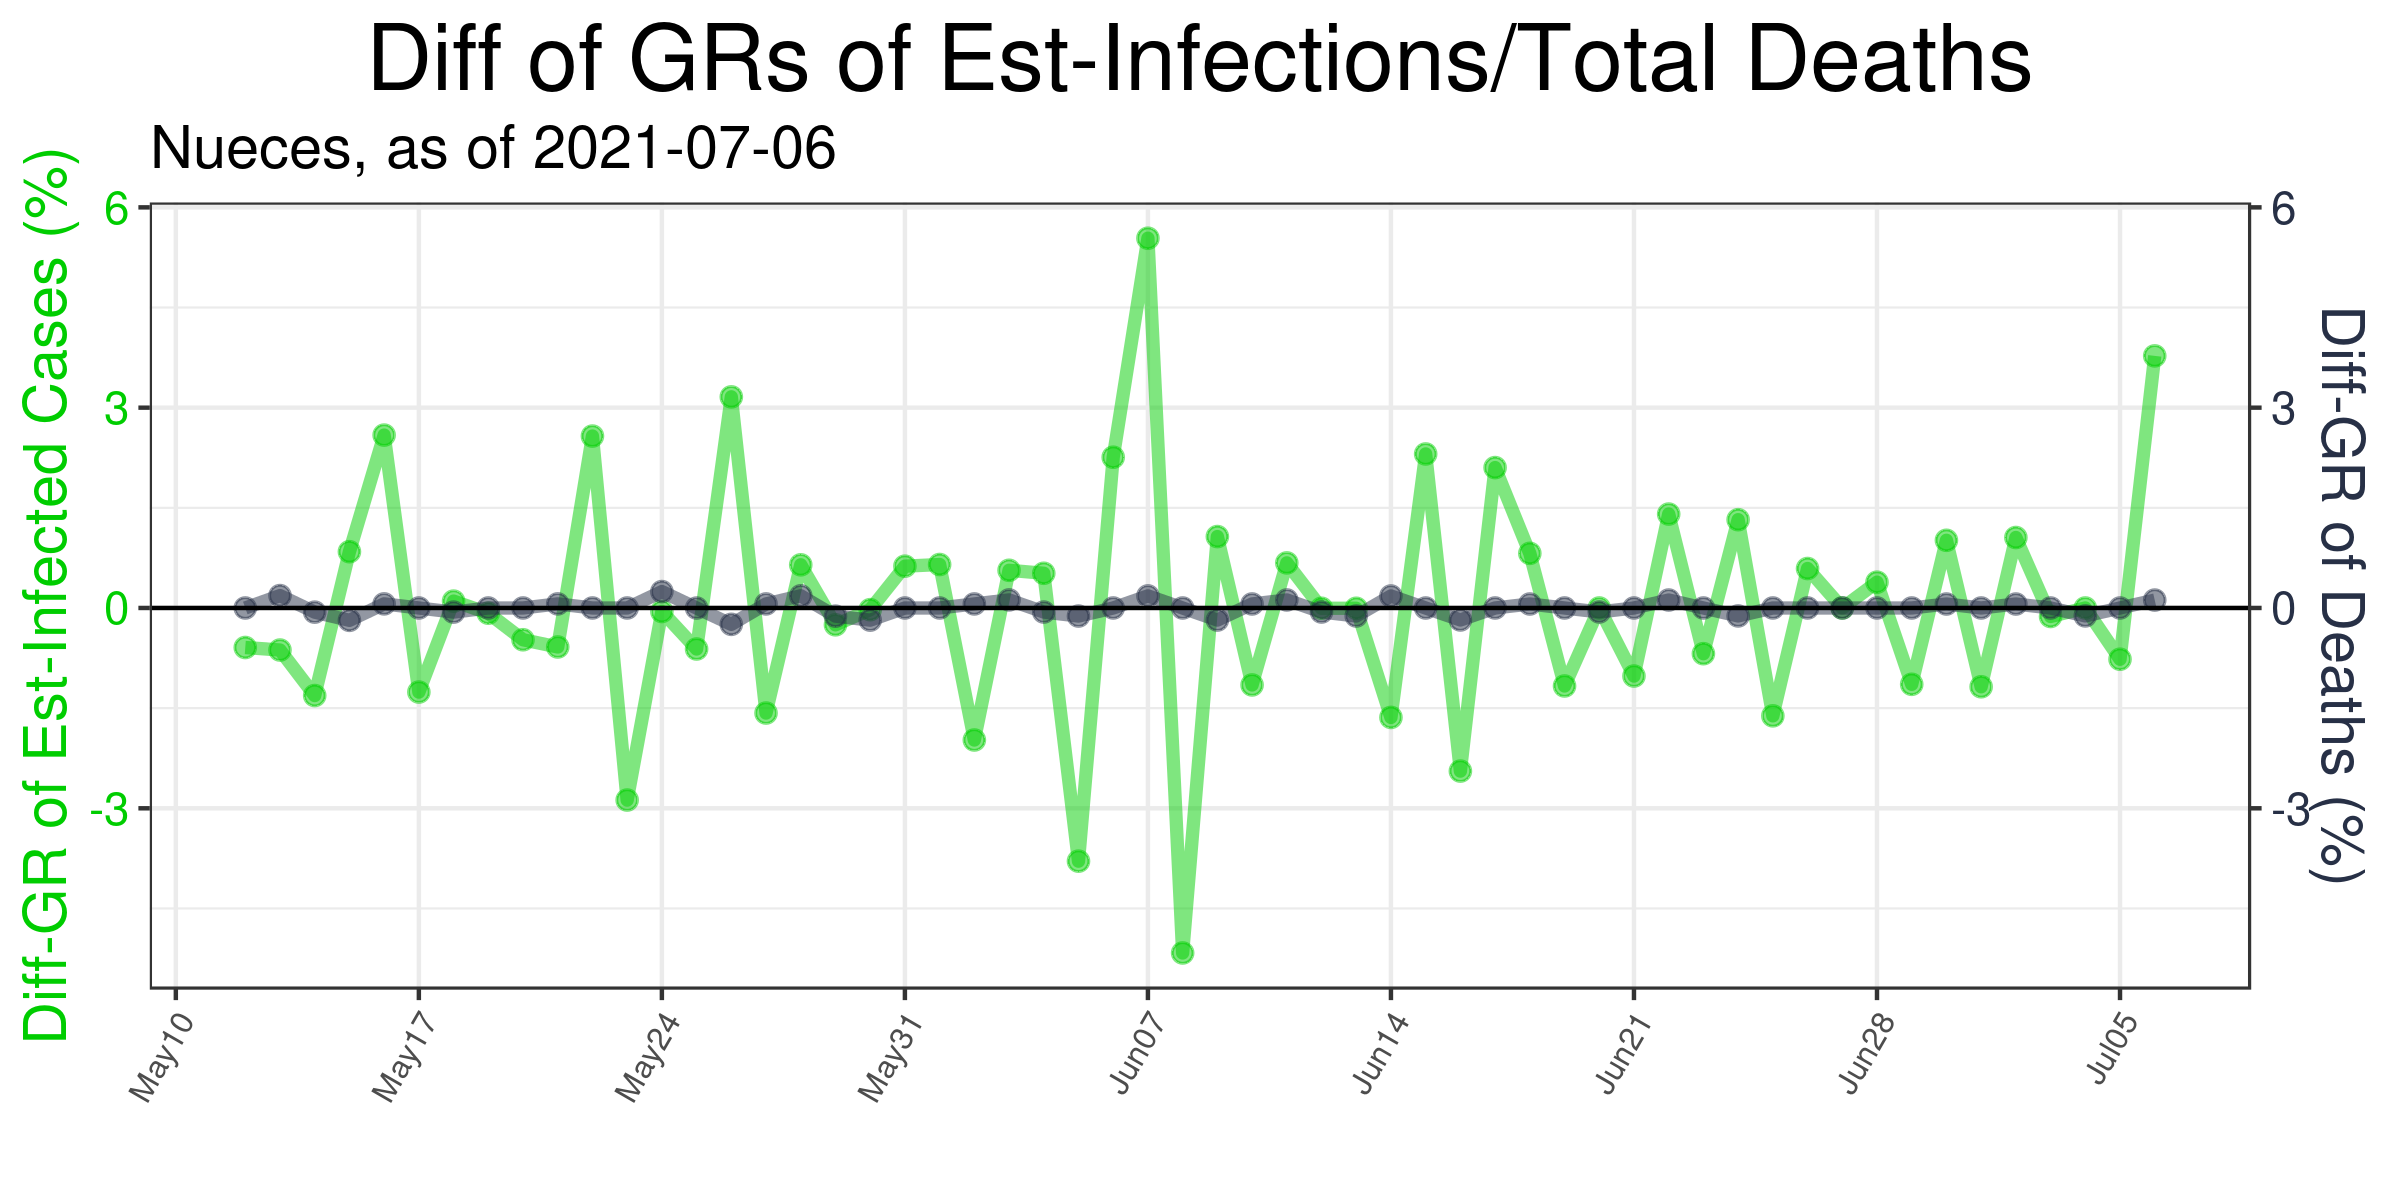 Diff of GRs of Est-Infections/Total Deaths
Nueces, as of 2021-07-06
Diff-GR of Est-Infected Cases (%)
6
3
0
-3
6
3
0
-3
Diff-GR of Deaths (%)
May10
May17
May24
May31
Jun07
Jun14
Jun21
Jun28
Jul05